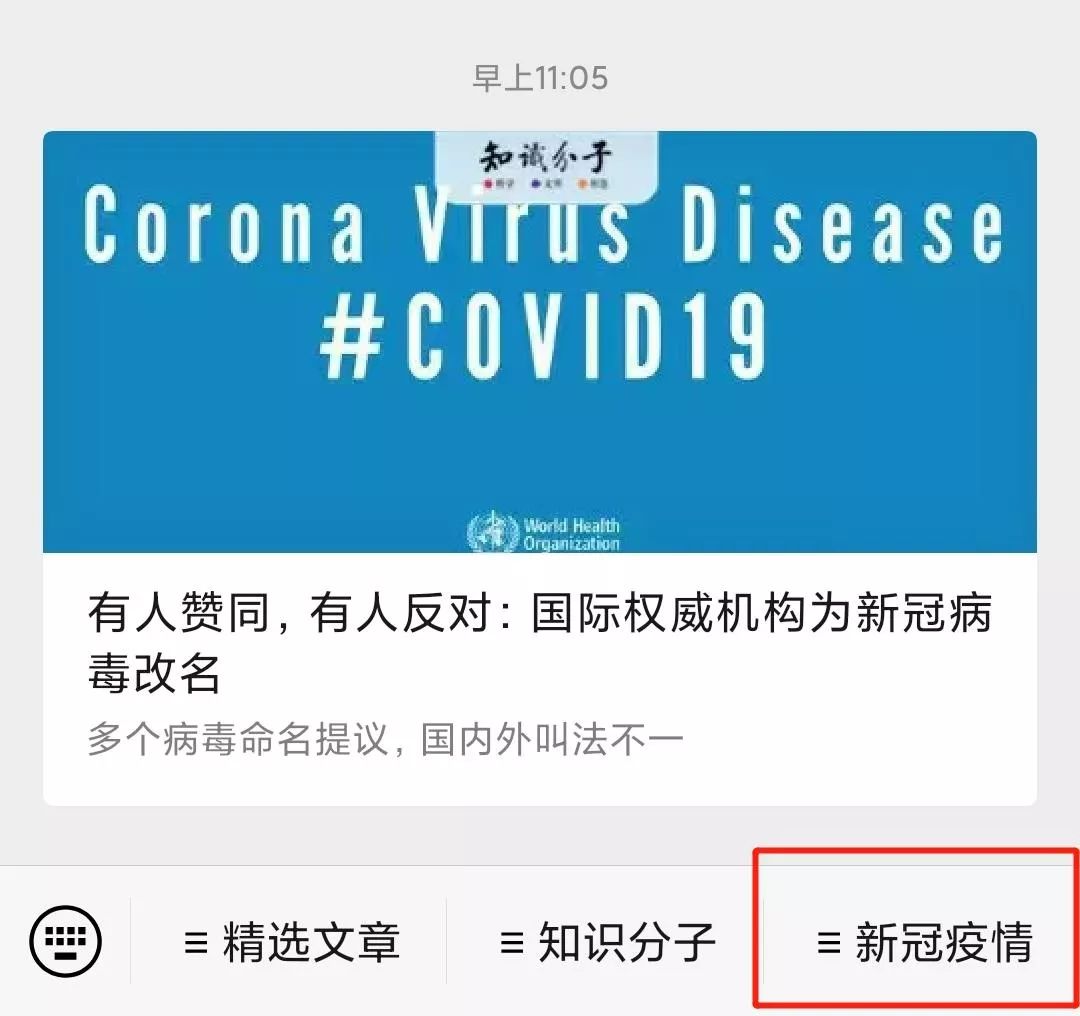 早上11:05
知识分子
Corona Virus Disease
#COVID19
World Health
Organization
有人赞同，有人反对：国际权威机构为新冠病
毒改名
多个病毒命名提议，国内外叫法不一
精选文章
知识分子
新冠疫情